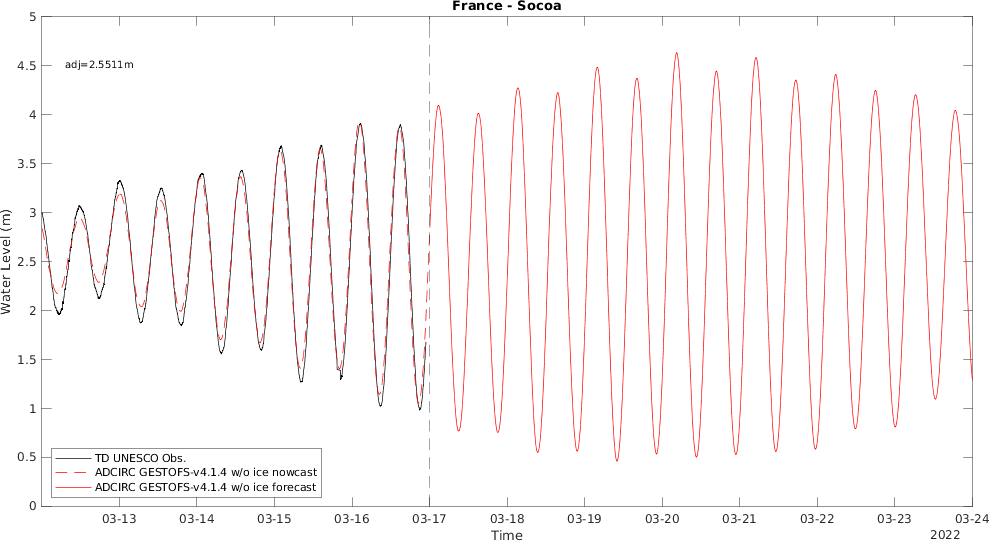 France - Socoa
adj=2.5511m
5
4.5
4
3.5
3
2.5
2
1.5
1
0.5
0
Water Level (m)
TD UNESCO Obs.
ADCIRC GESTOFS-v4.1.4 w/o ice nowcast
ADCIRC GESTOFS-v4.1.4 w/o ice forecast
03-13 03-14 03-15 03-16 03-17 03-18 03-19 03-20 03-21 03-22 03-23 03-24
Time
2022